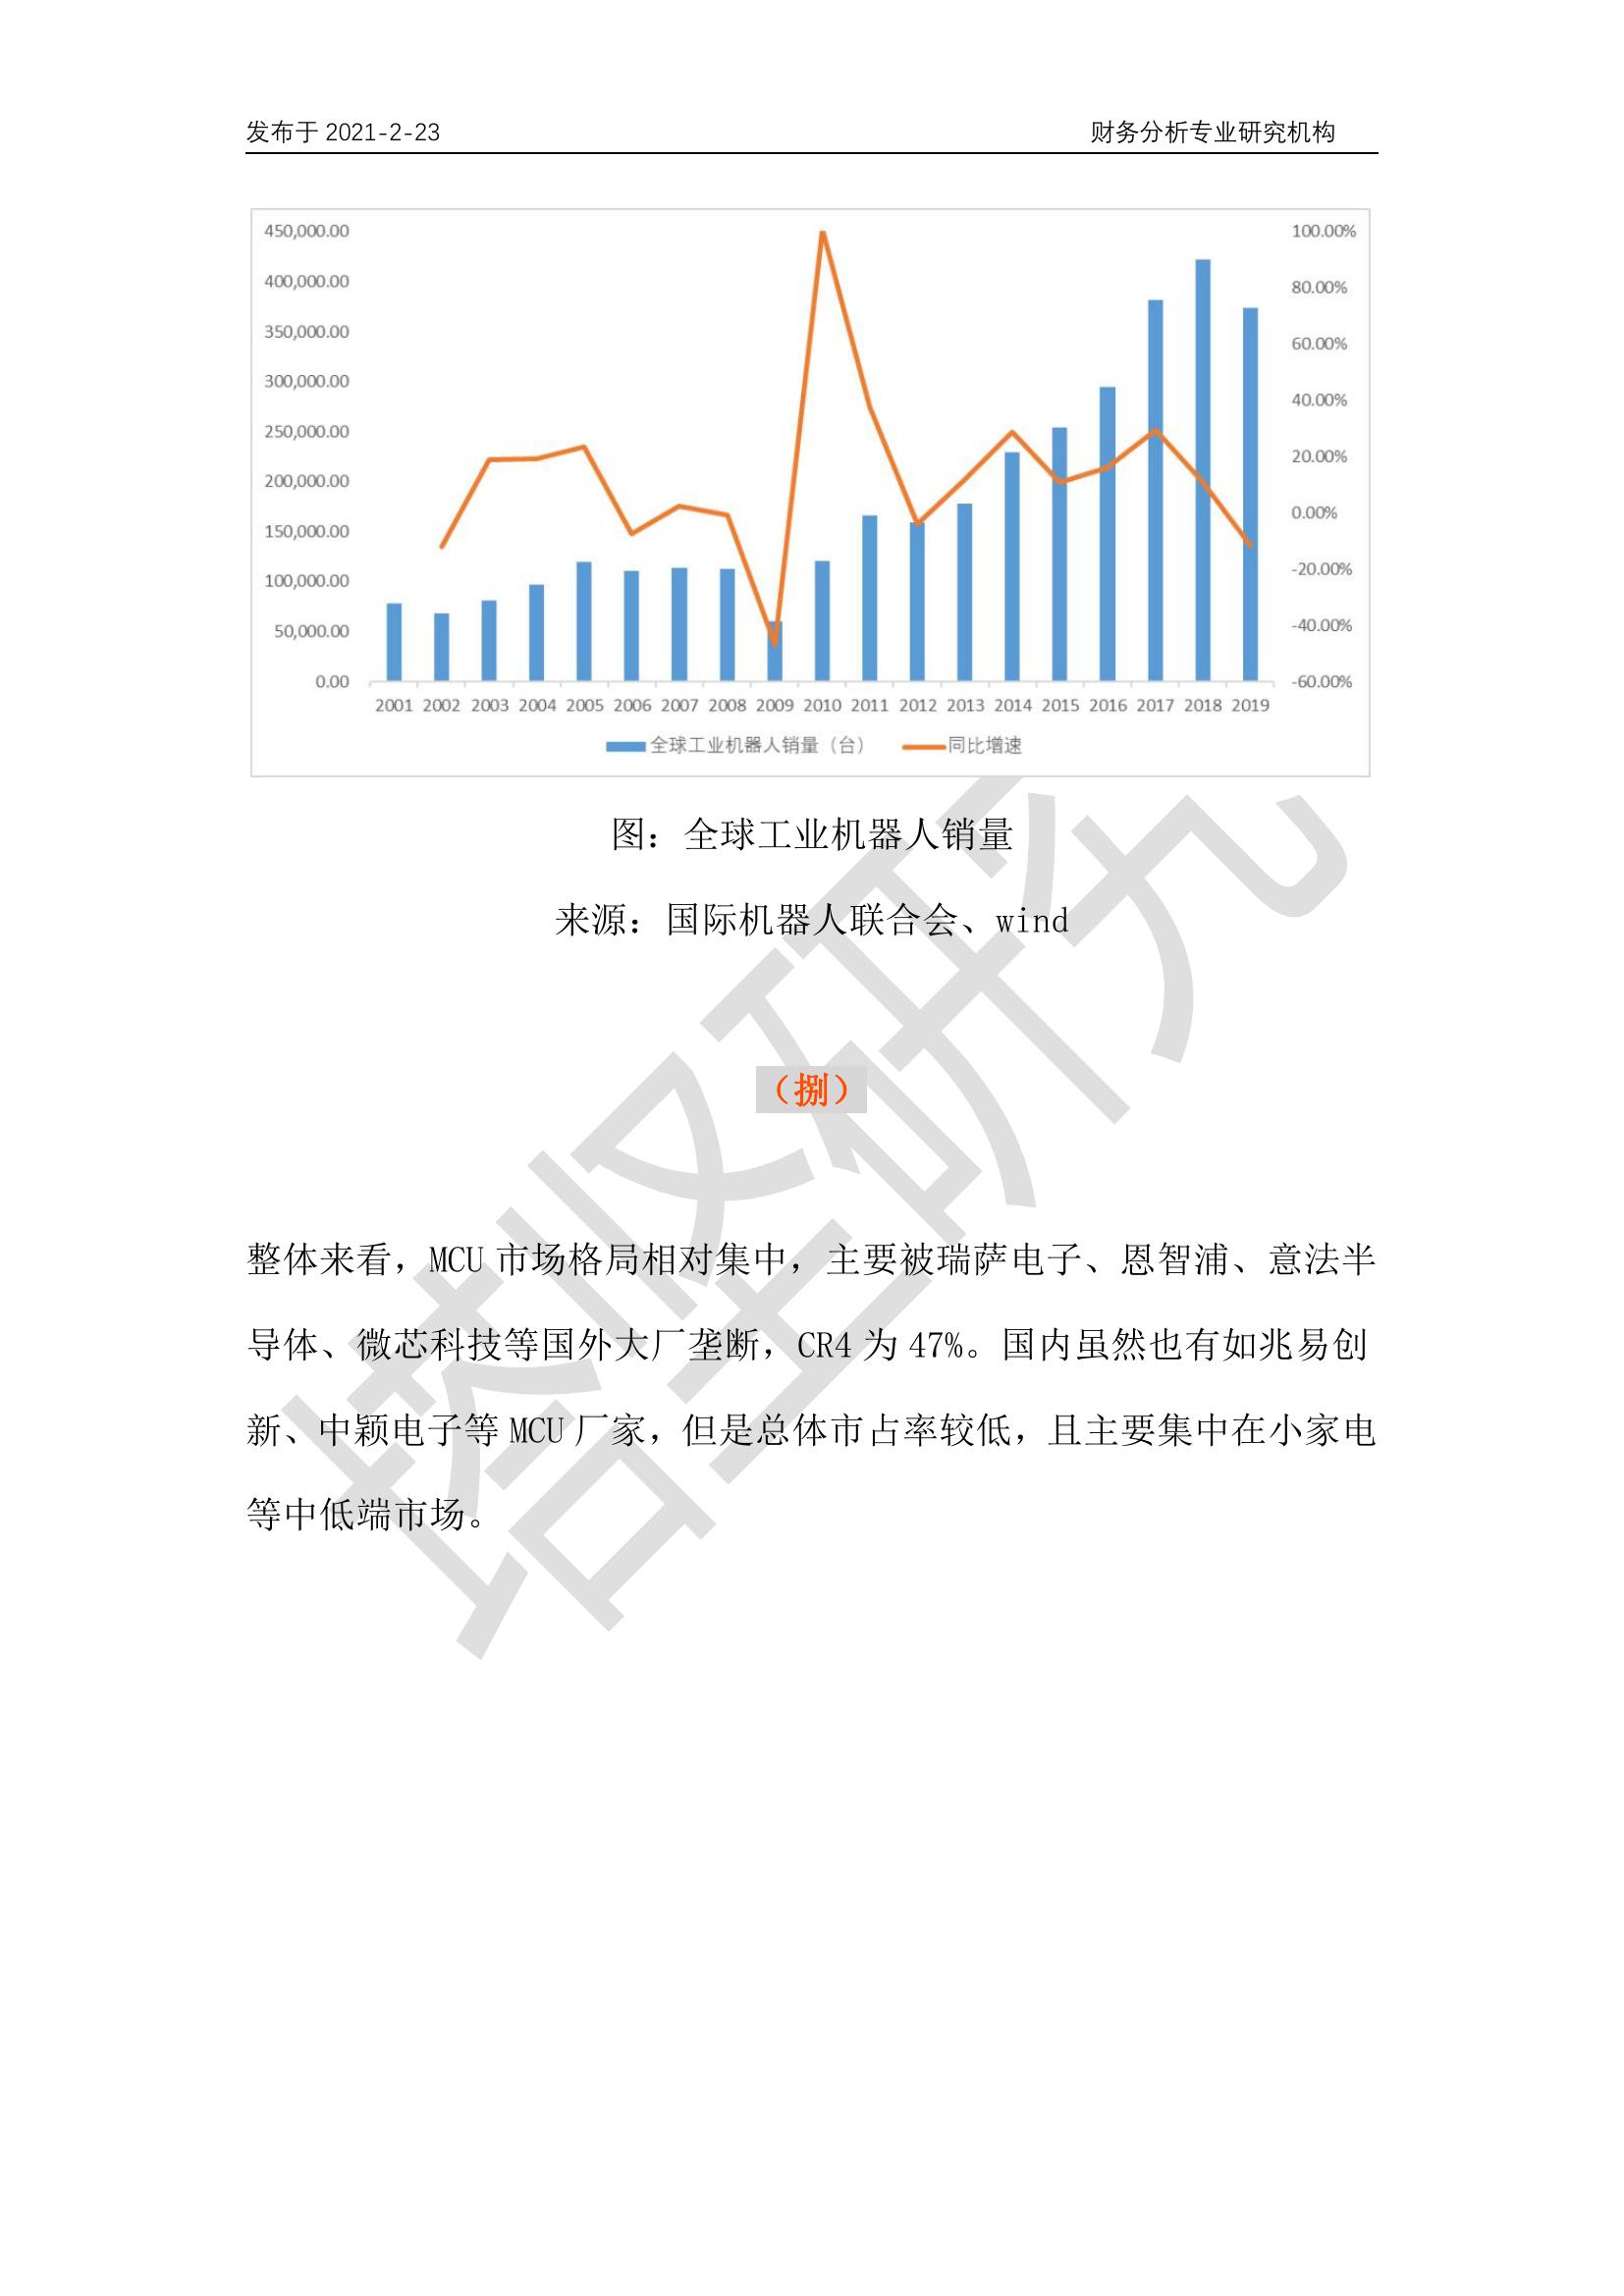 发布于 2021-2-23 财务分析专业研究机构
450,000.00 100.00%
400,000.00 80.00%
350,000.00 60.00%
300,000.00 40.00%
250,000.00 20.00%
200,000.00 0.00%
150,000.00 -20.00%
100,000.00 -40.00%
50,000.00 -60.00%
0.00
2001 2002 2003 2004 2005 2006 2007 2008 2009 2010 2011 2012 2013 2014 2015 2016 2017 2018 2019
全球工业机器人销量（台） 同比增速
图：全球工业机器人销量
来源：国际机器人联合会、wind
（捌）
整体来看，MCU 市场格局相对集中，主要被瑞萨电子、恩智浦、意法半
导体、微芯科技等国外大厂垄断，CR4 为 47%。国内虽然也有如兆易创
新、中颖电子等 MCU 厂家，但是总体市占率较低，且主要集中在小家电
等中低端市场。
塔坚研究